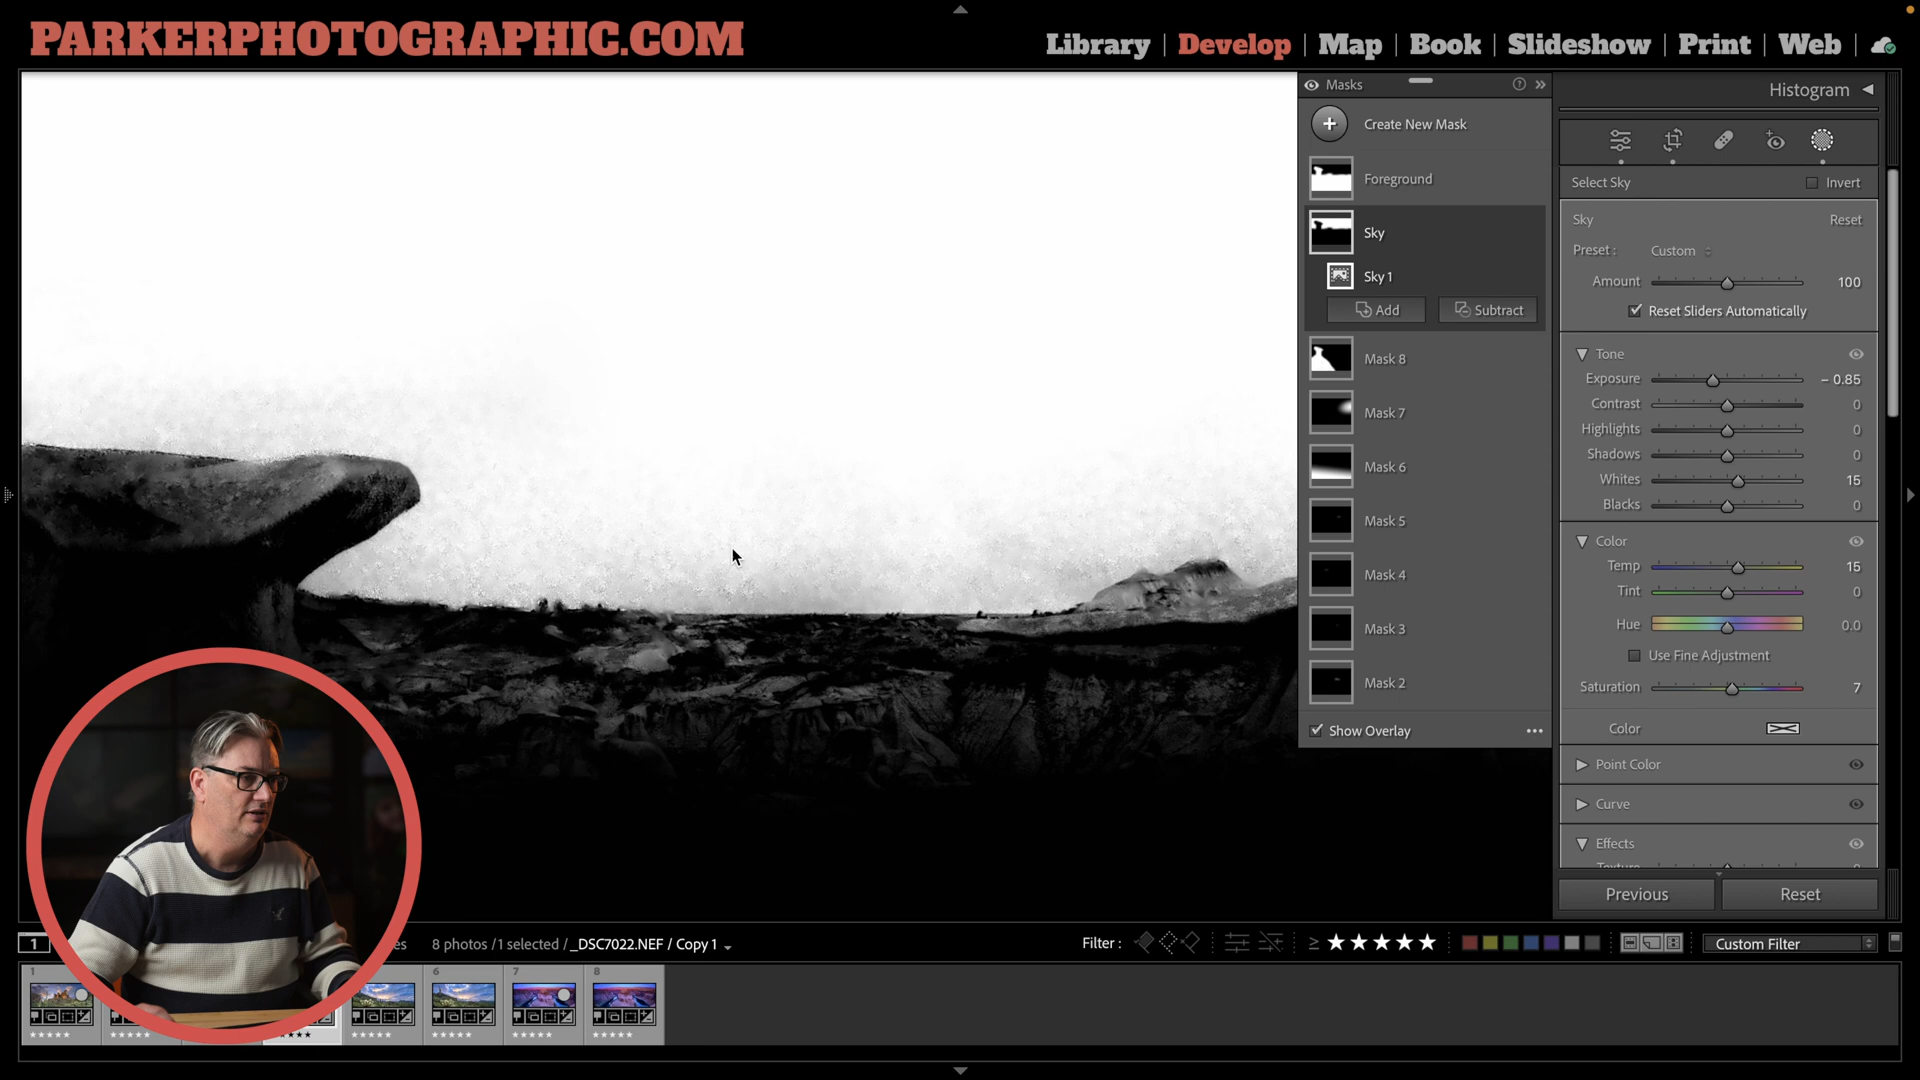 PARKERPHOTOGRAPHIC.COM
Library | Develop | Map | Book | Slideshow | Print | Web |
Masks
Create New Mask
Foreground
Sky
Sky 1
Add
Subtract
Mask 8
Mask 7
Mask 6
Mask 5
Mask 4
Mask 3
Mask 2
Show Overlay
Histogram
Select Sky
Invert
Sky
Reset
Preset :
Custom
Amount
100
Reset Sliders Automatically
Tone
Exposure
– 0.85
Contrast
0
Highlights
0
Shadows
0
Whites
15
Blacks
0
Color
Temp
15
Tint
0
Hue
0.0
Use Fine Adjustment
Saturation
7
Color
Point Color
Curve
Effects
Texture
0
Previous
Reset
1
8 photos / 1 selected / _DSC7022.NEF / Copy 1
Filter :
≥ ★★★★★
Custom Filter
1
6
7
8